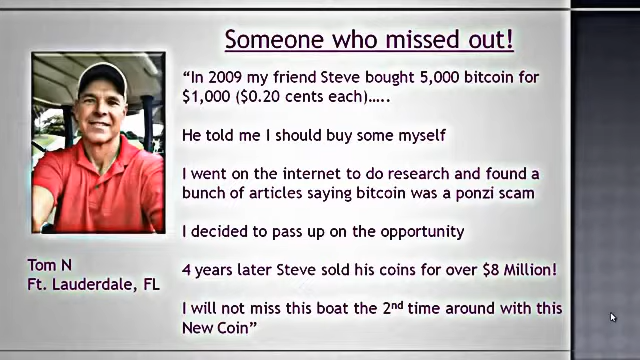 Someone who missed out!
“In 2009 my friend Steve bought 5,000 bitcoin for
$1,000 ($0.20 cents each)…..
He told me I should buy some myself
I went on the internet to do research and found a
bunch of articles saying bitcoin was a ponzi scam
I decided to pass up on the opportunity
4 years later Steve sold his coins for over $8 Million!
I will not miss this boat the 2nd time around with this
New Coin”
Tom N
Ft. Lauderdale, FL